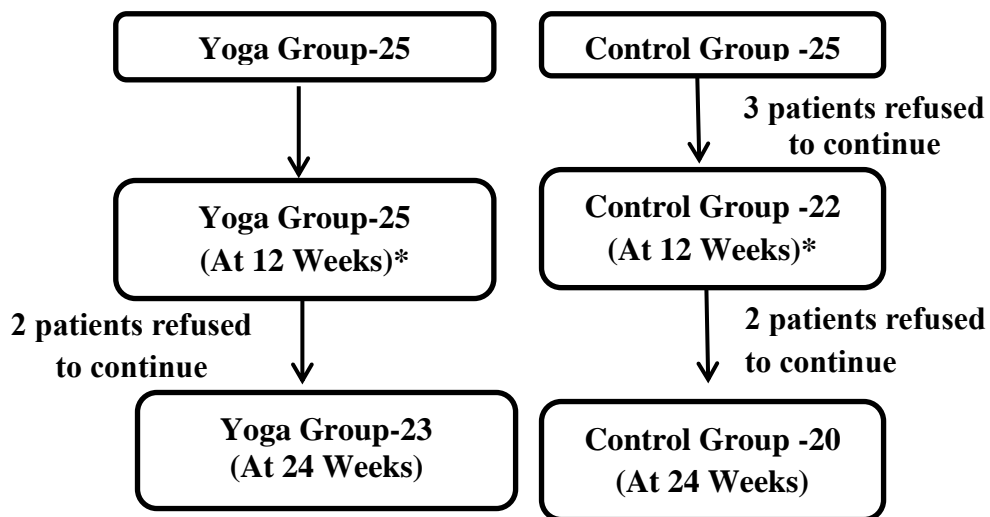 Yoga Group-25
Control Group -25
3 patients refused
to continue
Yoga Group-25
(At 12 Weeks)*
Control Group -22
(At 12 Weeks)*
2 patients refused
to continue
2 patients refused
to continue
Yoga Group-23
(At 24 Weeks)
Control Group -20
(At 24 Weeks)